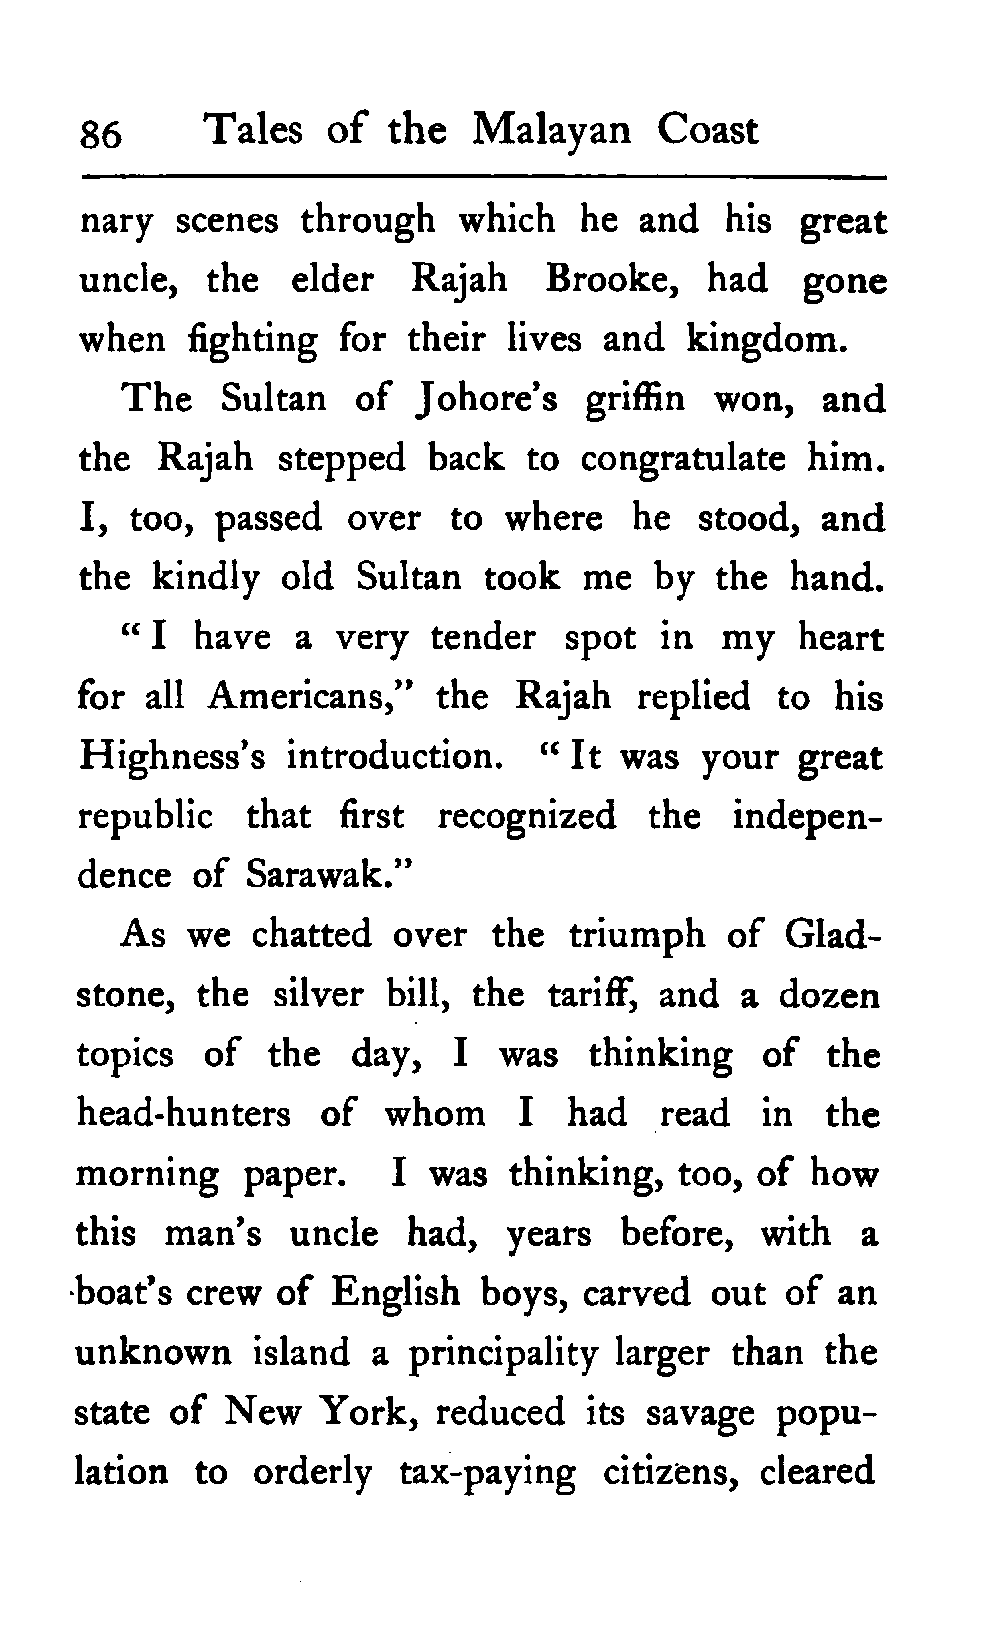 86 Tales of the Malayan Coast
nary scenes through which he and his great
uncle, the elder Rajah Brooke, had gone
when fighting for their lives and kingdom.
The Sultan of Johore's griffin won, and
the Rajah stepped back to congratulate him.
I, too, passed over to where he stood, and
the kindly old Sultan took me by the hand.
"I have a very tender spot in my heart
for all Americans," the Rajah replied to his
Highness's introduction. "It was your great
republic that first recognized the indepen-
dence of Sarawak."
As we chatted over the triumph of Glad-
stone, the silver bill, the tariff, and a dozen
topics of the day, I was thinking of the
head-hunters of whom I had read in the
morning paper. I was thinking, too, of how
this man's uncle had, years before, with a
boat's crew of English boys, carved out of an
unknown island a principality larger than the
state of New York, reduced its savage popu-
lation to orderly tax-paying citizens, cleared